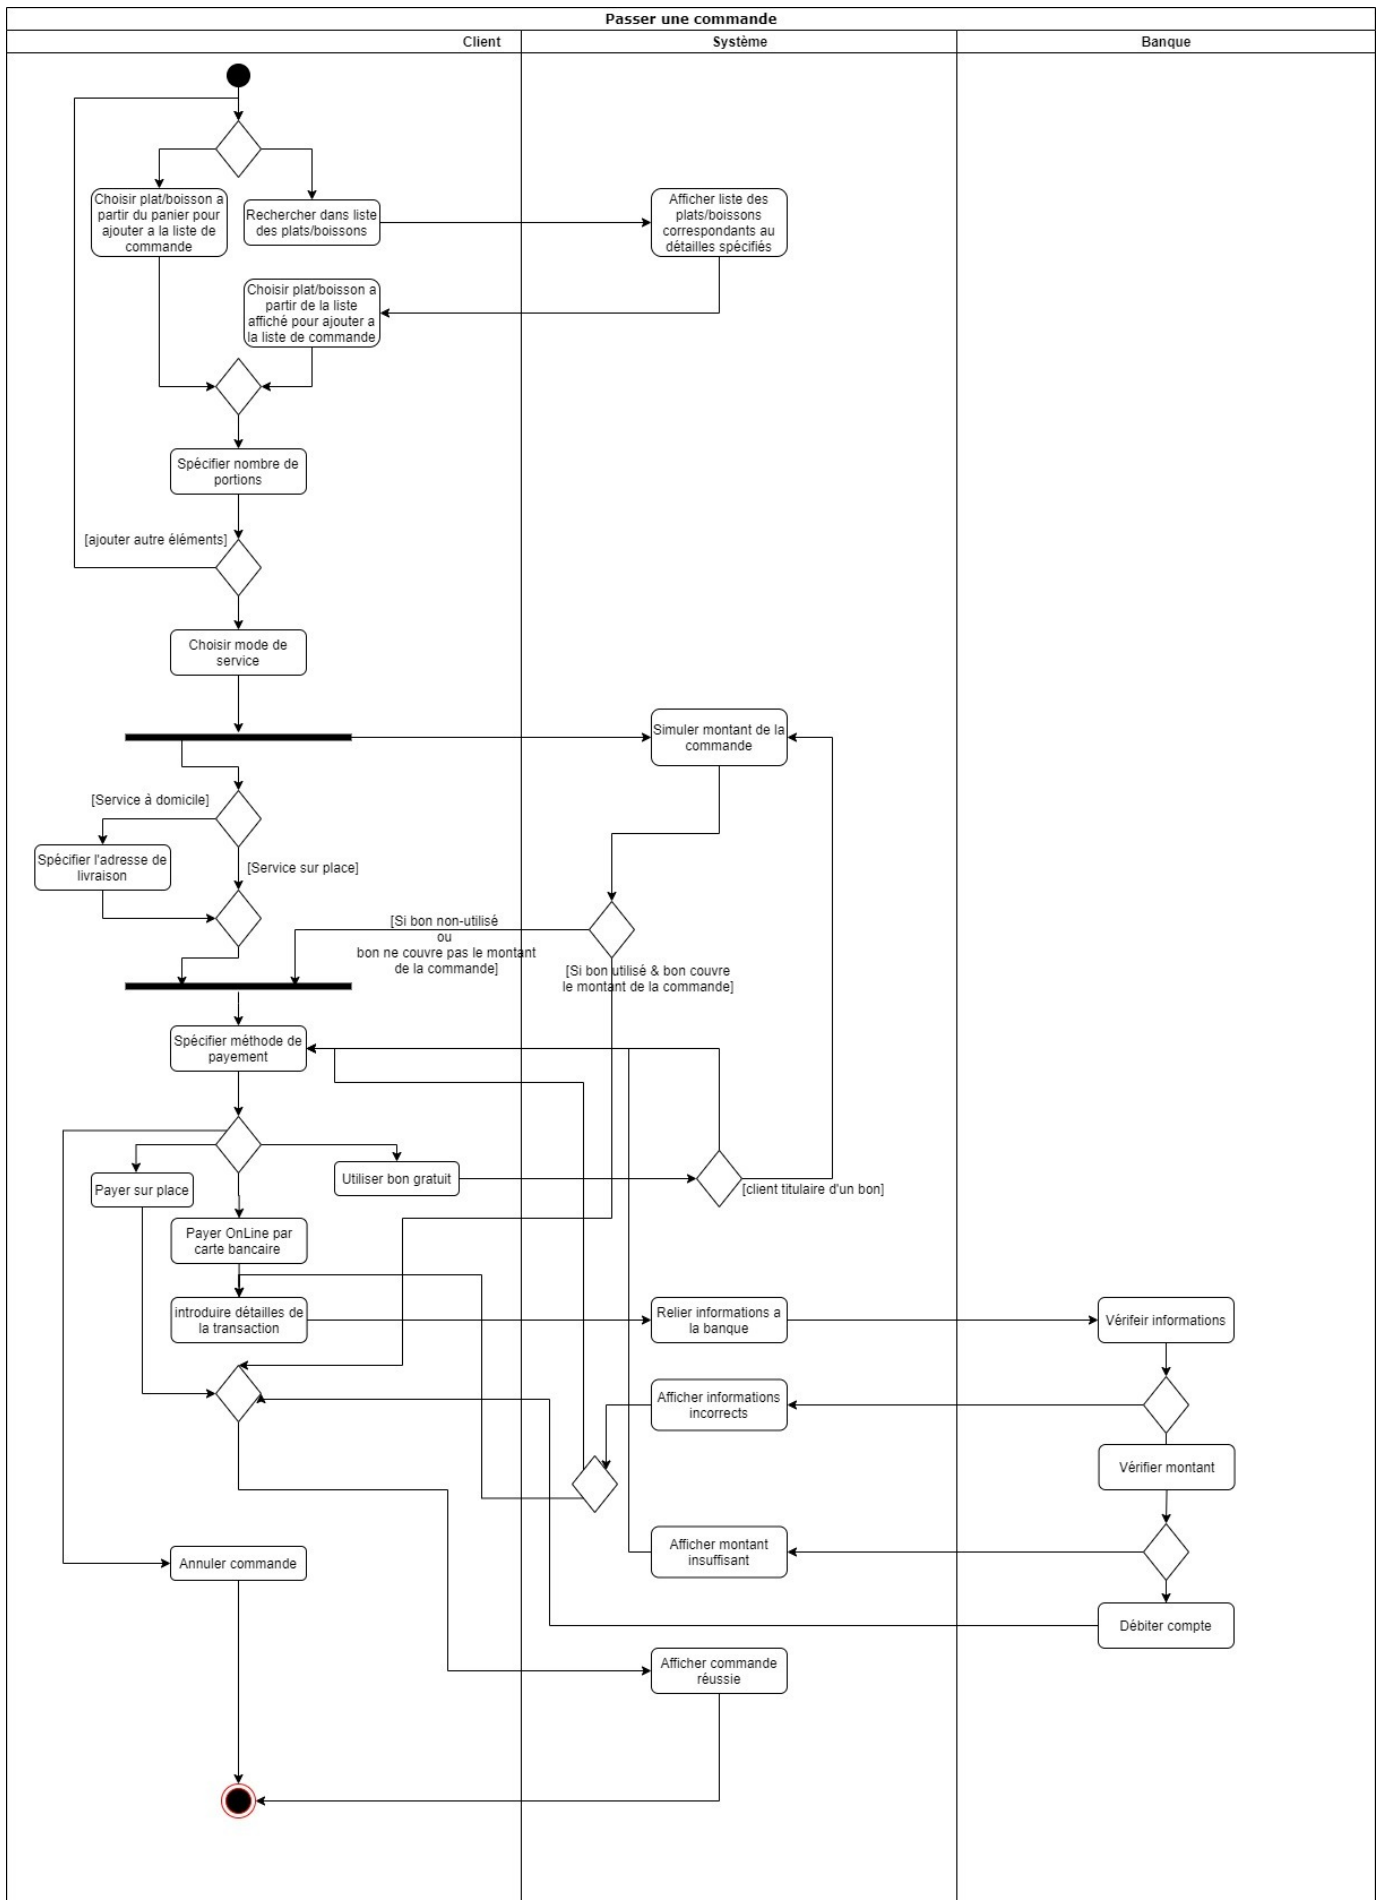 Passer une commande
Client
Système
Banque
Choisir plat/boisson a
partir du panier pour
ajouter a la liste de
commande
Rechercher dans liste
des plats/boissons
Afficher liste des
plats/boissons
correspondants au
détailles spécifiés
Choisir plat/boisson a
partir de la liste
affiché pour ajouter a
la liste de commande
Spécifier nombre de
portions
[ajouter autre éléments]
Choisir mode de
service
Simuler montant de la
commande
[Service à domicile]
Spécifier l'adresse de
livraison
[Service sur place]
[Si bon non-utilisé
ou
bon ne couvre pas le montant
de la commande]
[Si bon utilisé & bon couvre
le montant de la commande]
Spécifier méthode de
payement
Payer sur place
Utiliser bon gratuit
[client titulaire d'un bon]
Payer OnLine par
carte bancaire
introduire détailles de
la transaction
Relier informations a
la banque
Vérifeir informations
Afficher informations
incorrects
Vérifier montant
Afficher montant
insuffisant
Annuler commande
Débiter compte
Afficher commande
réussie